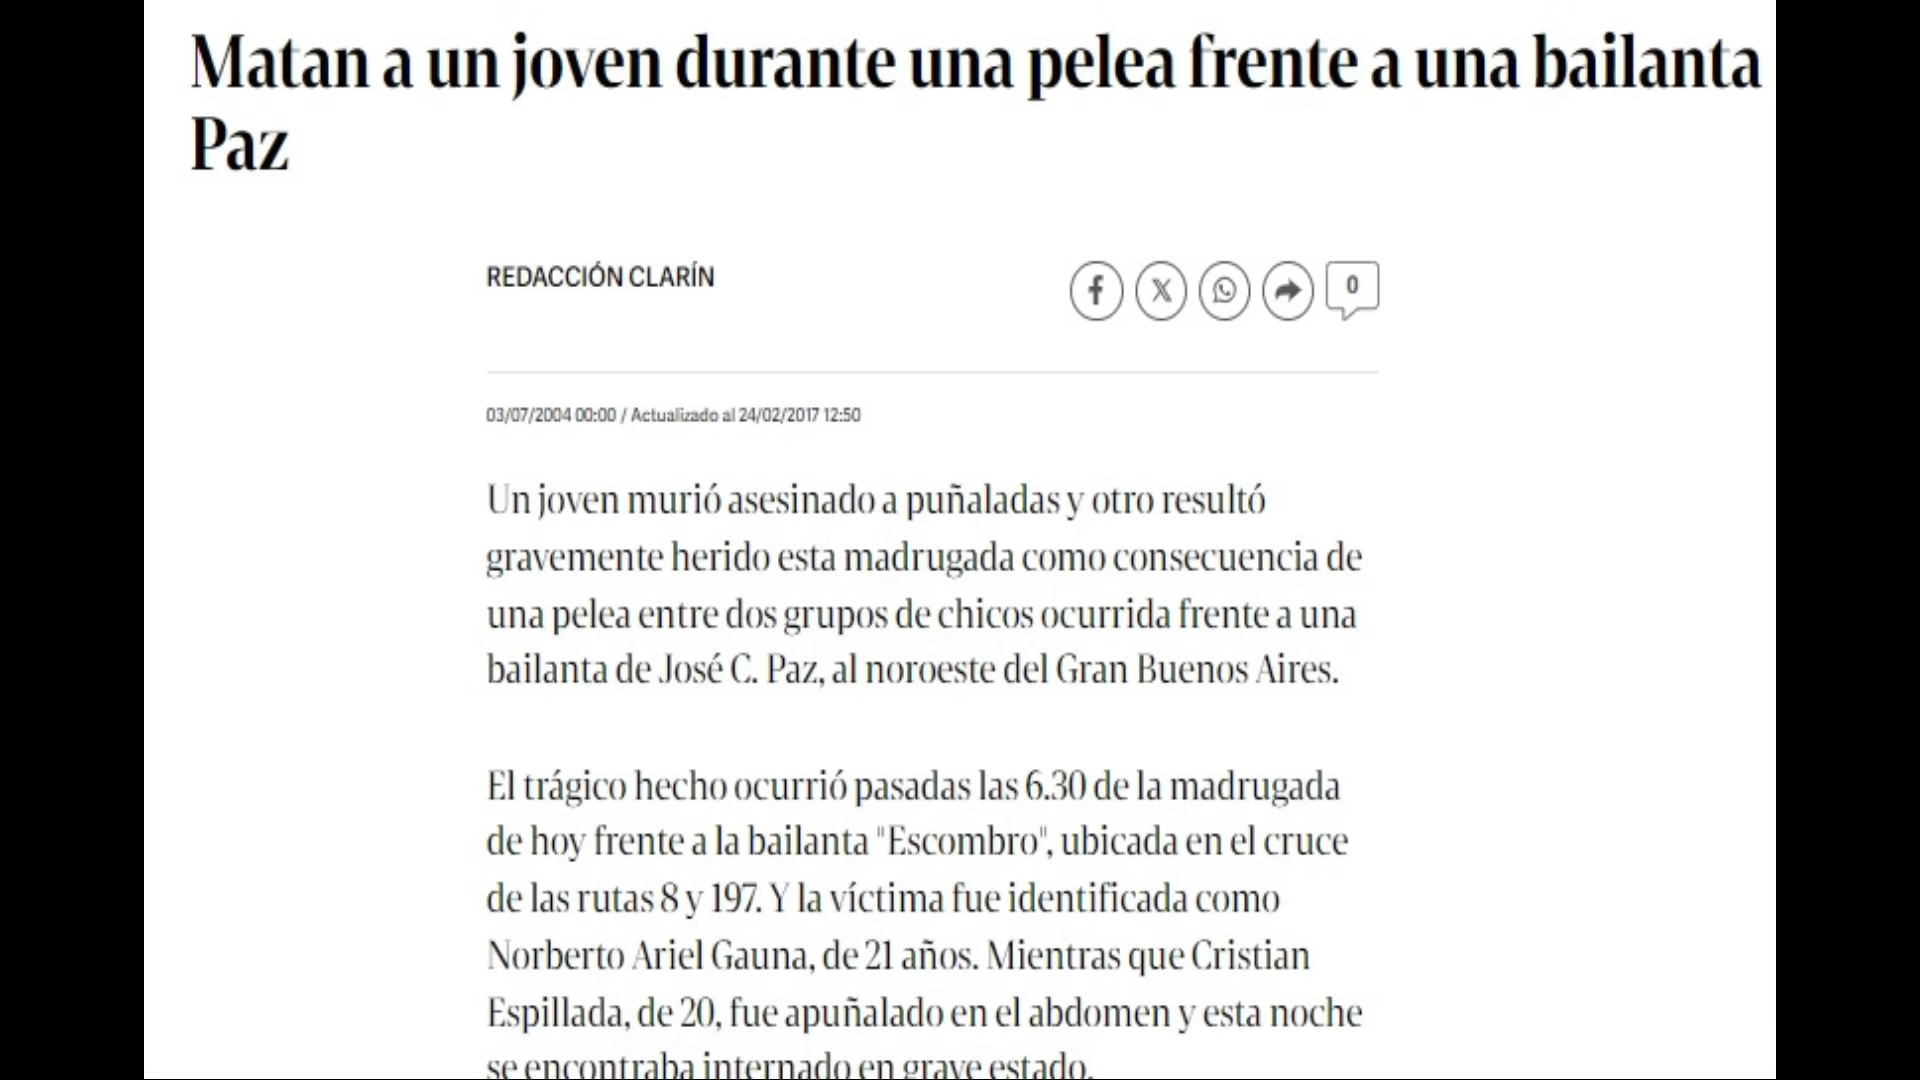 Matan a un joven durante una pelea frente a una bailanta
Paz
REDACCIÓN CLARÍN
0
03/07/2004 00:00 / Actualizado al 24/02/2017 12:50
Un joven murió asesinado a puñaladas y otro resultó
gravemente herido esta madrugada como consecuencia de
una pelea entre dos grupos de chicos ocurrida frente a una
bailanta de José C. Paz, al noroeste del Gran Buenos Aires.
El trágico hecho ocurrió pasadas las 6.30 de la madrugada
de hoy frente a la bailanta "Escombro", ubicada en el cruce
de las rutas 8 y 197. Y la víctima fue identificada como
Norberto Ariel Gauna, de 21 años. Mientras que Cristian
Espillada, de 20, fue apuñalado en el abdomen y esta noche
se encontraba internado en grave estado.